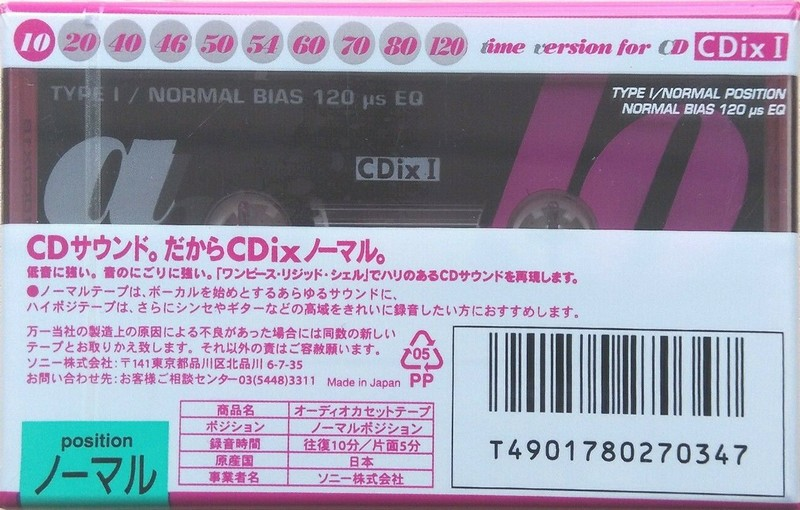 10 20 40 46 50 54 60 70 80 120 time version for CD CDix I
TYPE I / NORMAL BIAS 120 μs EQ
TYPE I/NORMAL POSITION
NORMAL BIAS 120 μs EQ
a
CDix I
10
CDサウンド。だからCDixノーマル。
低音に強い。音のにごりに強い。「ワンピース・リジッド・シェル」でハリのあるCDサウンドを再現します。
●ノーマルテープは、ボーカルを始めとするあらゆるサウンドに、
ハイポジテープは、さらにシンセやギターなどの高域をきれいに録音したい方におすすめします。
万一当社の製造上の原因による不良があった場合には同数の新しい
テープとお取りかえ致します。それ以外の責はご容赦願います。
ソニー株式会社:〒141東京都品川区北品川 6-7-35
お問い合わせ先:お客様ご相談センター03(5448)3311 Made in Japan
05
PP
商品名 オーディオカセットテープ
ポジション ノーマルポジション
録音時間 往復10分/片面5分
原産国 日本
事業者名 ソニー株式会社
position
ノーマル
T4901780270347